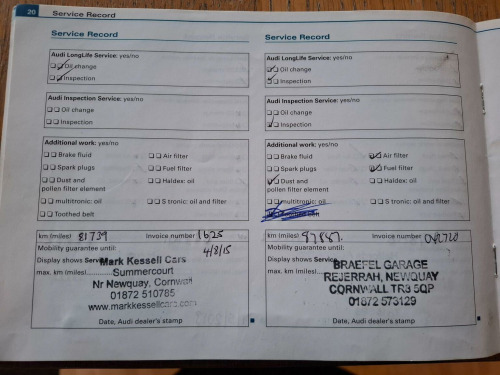 20 Service Record
Service Record
Audi LongLife Service: yes/no
Oil change
Inspection
Audi Inspection Service: yes/no
Oil change
Inspection
Additional work: yes/no
Brake fluid Air filter
Spark plugs Fuel filter
Dust and Haldex: oil
pollen filter element
multitronic: oil S tronic: oil and filter
Toothed belt
km (miles) 81739 Invoice number 1625
Mobility guarantee until: 4/8/15
Display shows Service
Mark Kessell Cars
max. km (miles)
Summercourt
Nr Newquay, Cornwall
01872 510785
www.markkessellcars.com
Date, Audi dealer's stamp
Service Record
Audi LongLife Service: yes/no
Oil change
Inspection
Audi Inspection Service: yes/no
Oil change
Inspection
Additional work: yes/no
Brake fluid Air filter
Spark plugs Fuel filter
Dust and Haldex: oil
pollen filter element
multitronic: oil S tronic: oil and filter
km (miles) Invoice number
Mobility guarantee until:
Display shows Service
BRAEFEL GARAGE
max. km (miles)
REJERRAH, NEWQUAY
CORNWALL TR8 5QP
01872 573129
Date, Audi dealer's stamp